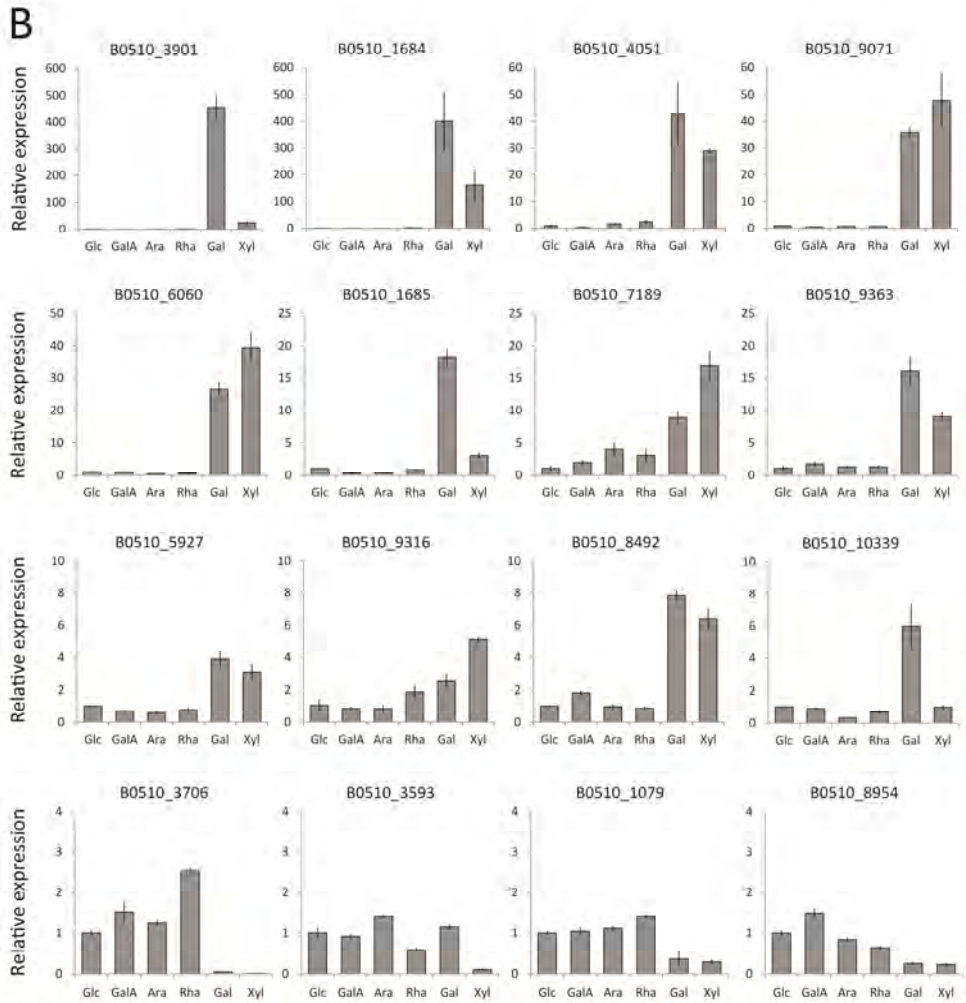 B
B0510_3901 B0510_1684 B0510_4051 B0510_9071
Relative expression
600 500 400 300 200 100 0
600 500 400 300 200 100 0
60 50 40 30 20 10 0
60 50 40 30 20 10 0
Glc GalA Ara Rha Gal Xyl Glc GalA Ara Rha Gal Xyl Glc GalA Ara Rha Gal Xyl Glc GalA Ara Rha Gal Xyl
B0510_6060 B0510_1685 B0510_7189 B0510_9363
Relative expression
50 40 30 20 10 0
25 20 15 10 5 0
25 20 15 10 5 0
25 20 15 10 5 0
Glc GalA Ara Rha Gal Xyl Glc GalA Ara Rha Gal Xyl Glc GalA Ara Rha Gal Xyl Glc GalA Ara Rha Gal Xyl
B0510_5927 B0510_9316 B0510_8492 B0510_10339
Relative expression
10 8 6 4 2 0
10 8 6 4 2 0
10 8 6 4 2 0
10 8 6 4 2 0
Glc GalA Ara Rha Gal Xyl Glc GalA Ara Rha Gal Xyl Glc GalA Ara Rha Gal Xyl Glc GalA Ara Rha Gal Xyl
B0510_3706 B0510_3593 B0510_1079 B0510_8954
Relative expression
4 3 2 1 0
4 3 2 1 0
4 3 2 1 0
4 3 2 1 0
Glc GalA Ara Rha Gal Xyl Glc GalA Ara Rha Gal Xyl Glc GalA Ara Rha Gal Xyl Glc GalA Ara Rha Gal Xyl